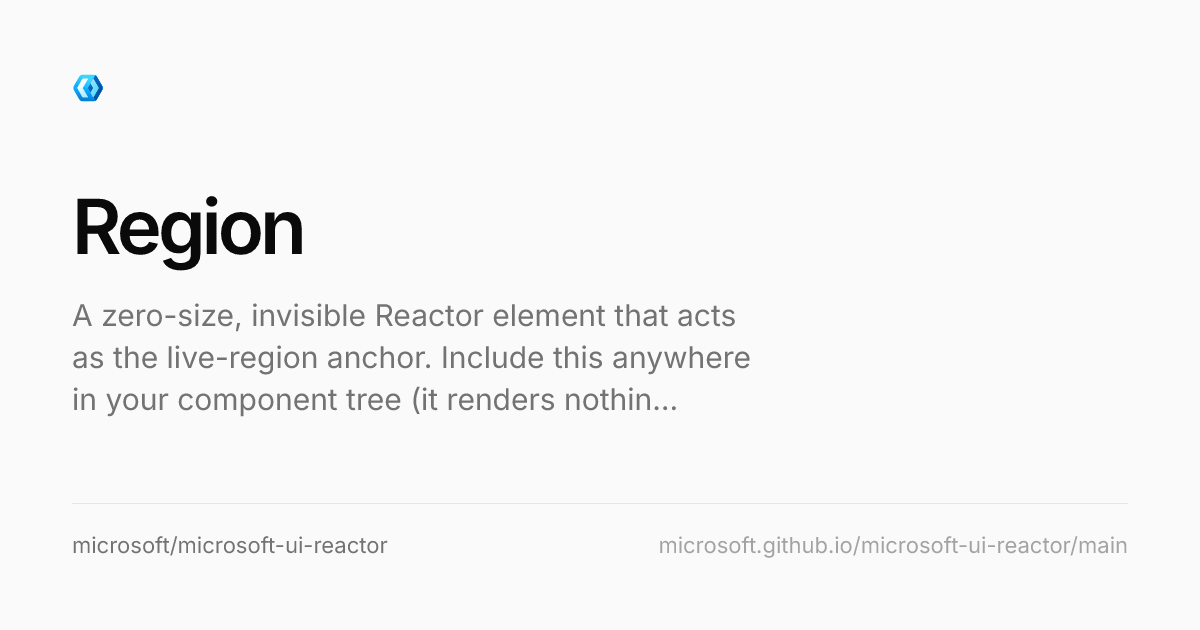 Region
A zero-size, invisible Reactor element that acts
as the live-region anchor. Include this anywhere
in your component tree (it renders nothin...
microsoft/microsoft-ui-reactor
microsoft.github.io/microsoft-ui-reactor/main